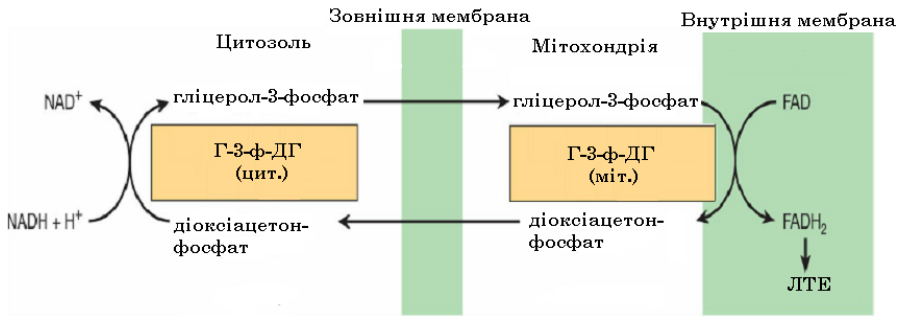 Зовнішня мембрана
Внутрішня мембрана
Цитозоль
Мітохондрія
NAD⁺
гліцерол-3-фосфат
гліцерол-3-фосфат
FAD
Г-3-ф-ДГ
(цит.)
Г-3-ф-ДГ
(міт.)
NADH + H⁺
діоксіацетон-
фосфат
діоксіацетон-
фосфат
FADH₂
ЛТЕ